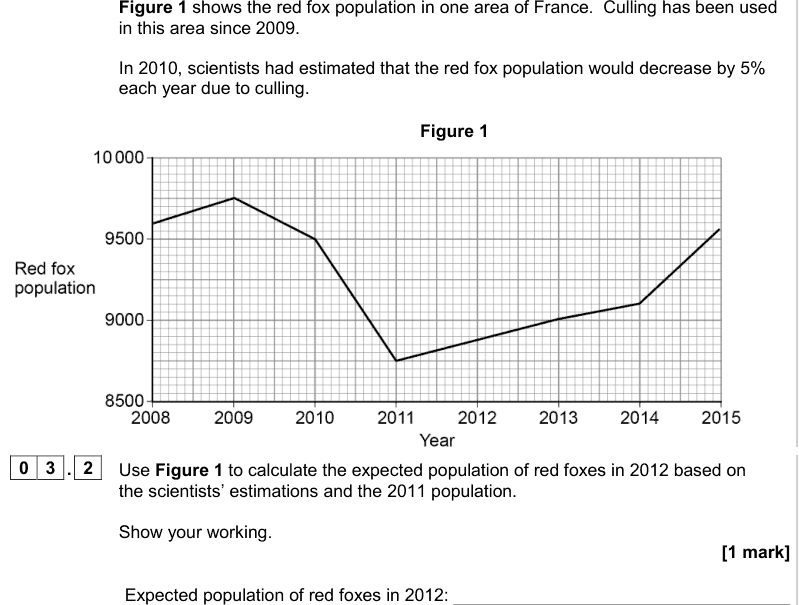 Figure 1 shows the red fox population in one area of France. Culling has been used
in this area since 2009.
In 2010, scientists had estimated that the red fox population would decrease by 5%
each year due to culling.
Figure 1
10 000
9500
Red fox
population
9000
8500
2008 2009 2010 2011 2012 2013 2014 2015
Year
0 3 . 2 Use Figure 1 to calculate the expected population of red foxes in 2012 based on
the scientists’ estimations and the 2011 population.
Show your working.
[1 mark]
Expected population of red foxes in 2012: